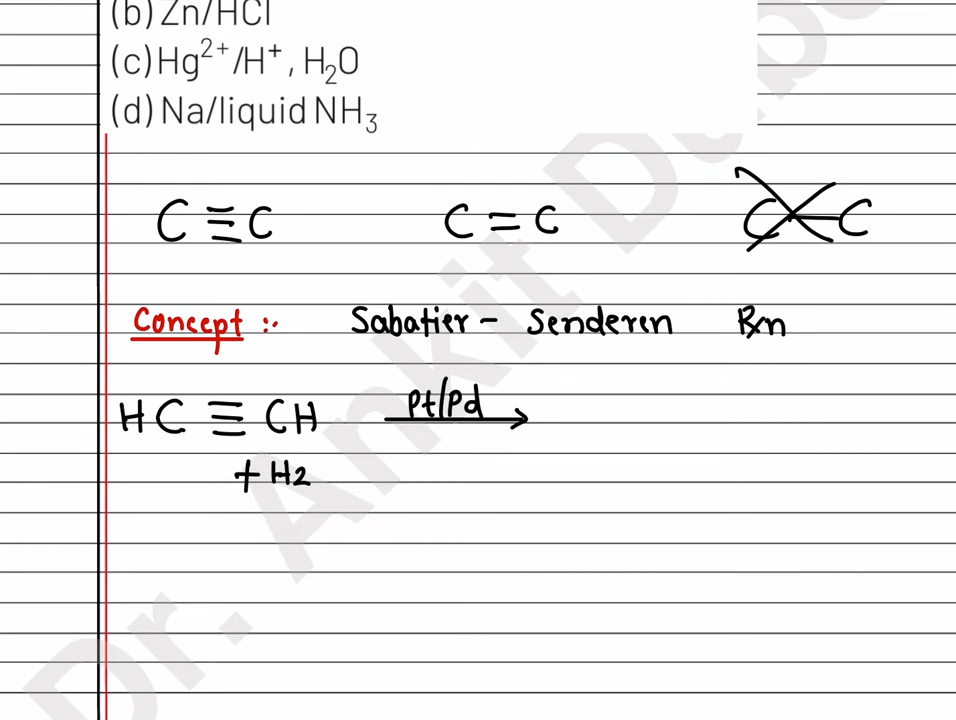 (b) Zn/HCl
(c) Hg²⁺/H⁺, H₂O
(d) Na/liquid NH₃
C ≡ C C = C C – C
Concept :- Sabatier – Senderen Rxn
HC ≡ CH Pt/Pd →
+ H2
Dr. Ankit D